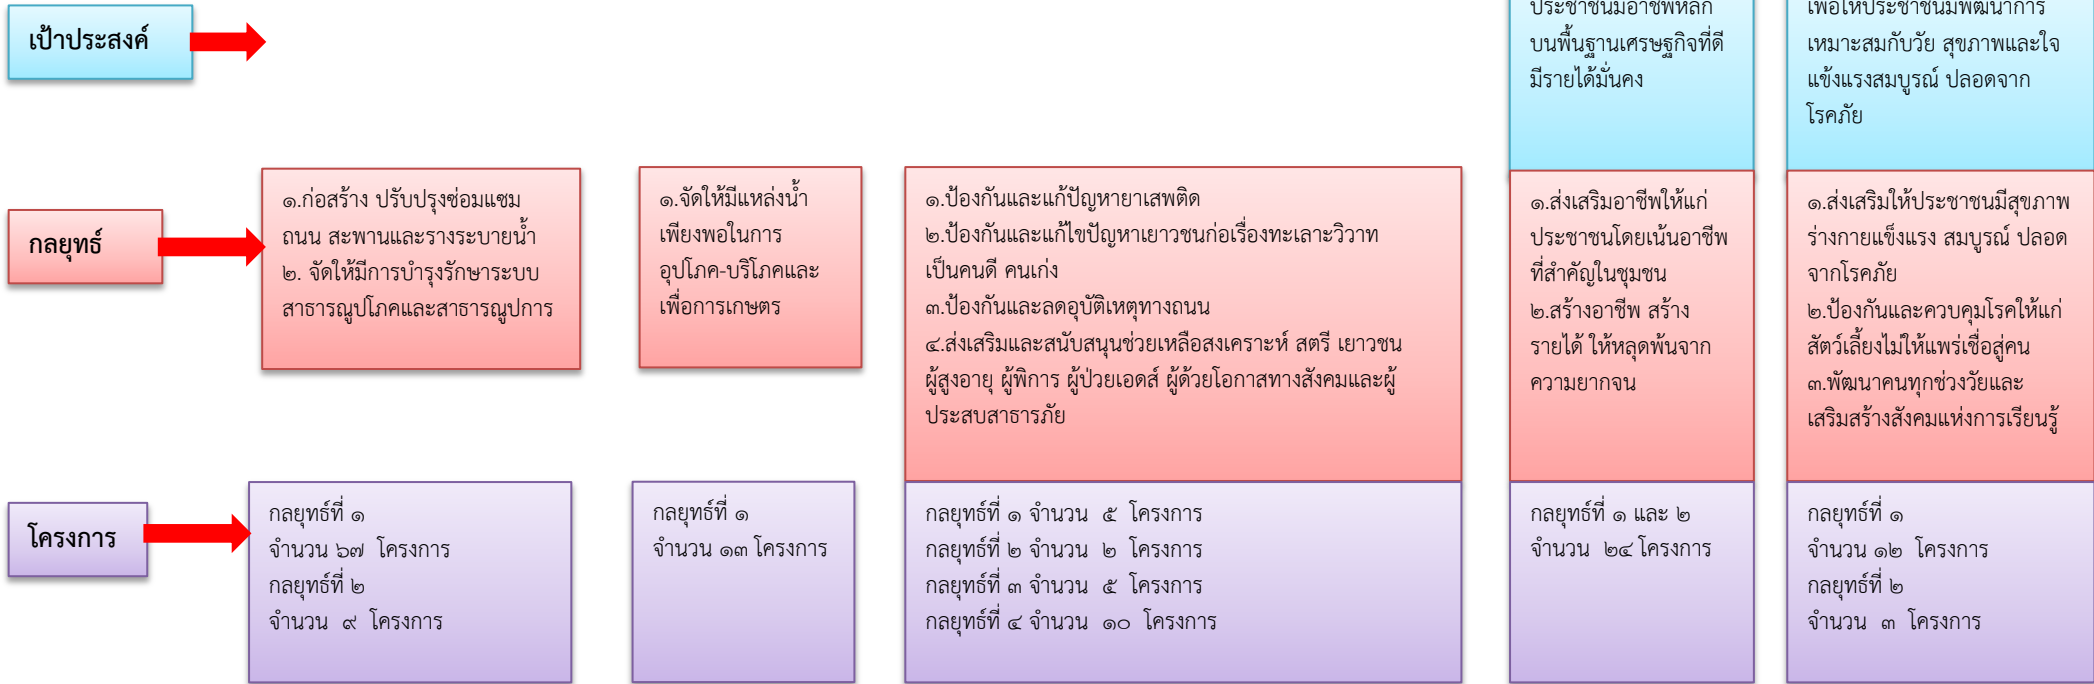 เป้าประสงค์
ประชาชนมีอาชีพหลัก
บนพื้นฐานเศรษฐกิจที่ดี
มีรายได้มั่นคง
เพื่อให้ประชาชนมีพัฒนาการ
เหมาะสมกับวัย สุขภาพและใจ
แข้งแรงสมบูรณ์ ปลอดจาก
โรคภัย
กลยุทธ์
๑.ก่อสร้าง ปรับปรุงซ่อมแซม
ถนน สะพานและรางระบายน้ำ
๒. จัดให้มีการบำรุงรักษาระบบ
สาธารณูปโภคและสาธารณูปการ
๑.จัดให้มีแหล่งน้ำ
เพียงพอในการ
อุปโภค-บริโภคและ
เพื่อการเกษตร
๑.ป้องกันและแก้ปัญหายาเสพติด
๒.ป้องกันและแก้ไขปัญหาเยาวชนก่อเรื่องทะเลาะวิวาท
เป็นคนดี คนเก่ง
๓.ป้องกันและลดอุบัติเหตุทางถนน
๔.ส่งเสริมและสนับสนุนช่วยเหลือสงเคราะห์ สตรี เยาวชน
ผู้สูงอายุ ผู้พิการ ผู้ป่วยเอดส์ ผู้ด้วยโอกาสทางสังคมและผู้
ประสบสาธารภัย
๑.ส่งเสริมอาชีพให้แก่
ประชาชนโดยเน้นอาชีพ
ที่สำคัญในชุมชน
๒.สร้างอาชีพ สร้าง
รายได้ ให้หลุดพ้นจาก
ความยากจน
๑.ส่งเสริมให้ประชาชนมีสุขภาพ
ร่างกายแข็งแรง สมบูรณ์ ปลอด
จากโรคภัย
๒.ป้องกันและควบคุมโรคให้แก่
สัตว์เลี้ยงไม่ให้แพร่เชื่อสู่คน
๓.พัฒนาคนทุกช่วงวัยและ
เสริมสร้างสังคมแห่งการเรียนรู้
โครงการ
กลยุทธ์ที่ ๑
จำนวน ๖๗ โครงการ
กลยุทธ์ที่ ๒
จำนวน ๙ โครงการ
กลยุทธ์ที่ ๑
จำนวน ๑๓ โครงการ
กลยุทธ์ที่ ๑ จำนวน ๕ โครงการ
กลยุทธ์ที่ ๒ จำนวน ๒ โครงการ
กลยุทธ์ที่ ๓ จำนวน ๕ โครงการ
กลยุทธ์ที่ ๔ จำนวน ๑๐ โครงการ
กลยุทธ์ที่ ๑ และ ๒
จำนวน ๒๔ โครงการ
กลยุทธ์ที่ ๑
จำนวน ๑๒ โครงการ
กลยุทธ์ที่ ๒
จำนวน ๓ โครงการ